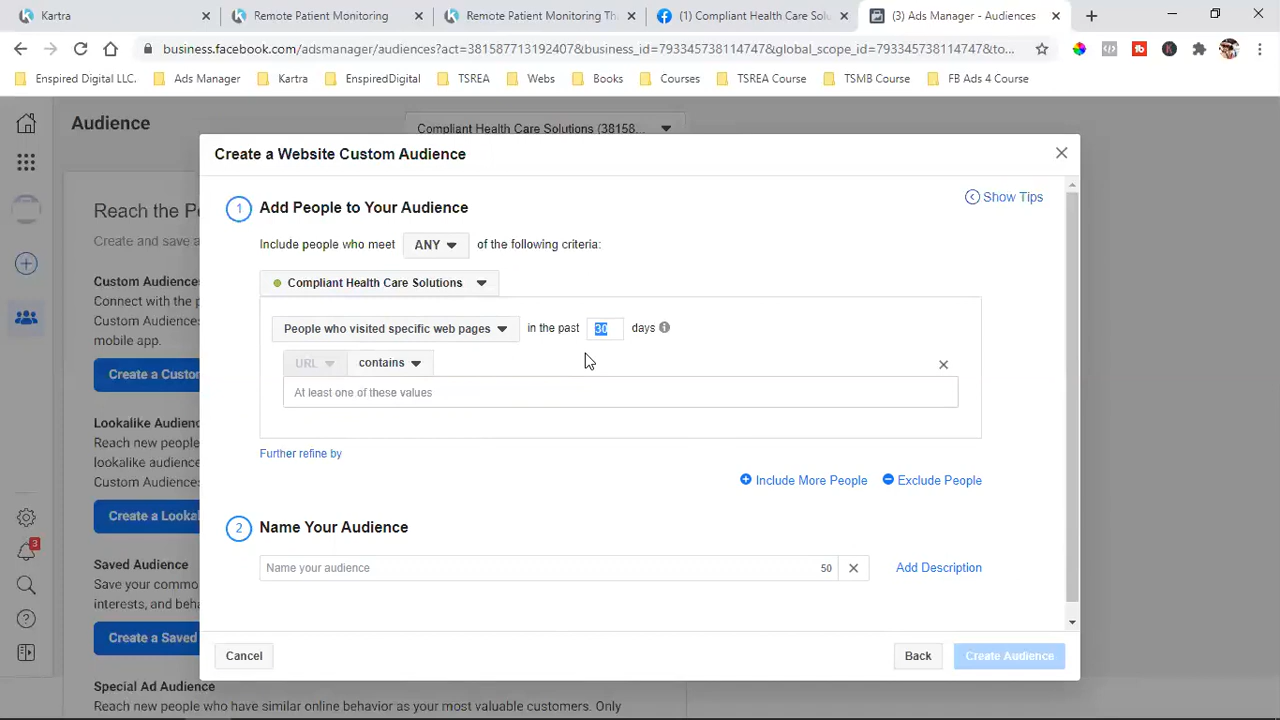 Kartra
Remote Patient Monitoring
Remote Patient Monitoring Th
(1) Compliant Health Care Solu
(3) Ads Manager - Audiences
business.facebook.com/adsmanager/audiences?act=381587713192407&business_id=793345738114747&global_scope_id=793345738114747&to...
Enspired Digital LLC.
Ads Manager
Kartra
EnspiredDigital
TSREA
Webs
Books
Courses
TSREA Course
TSMB Course
FB Ads 4 Course
Audience
Compliant Health Care Solutions (38158...
Create a Website Custom Audience
Reach the P
Create and save a
Custom Audiences
Connect with the p
Custom Audiences
mobile app.
Create a Custo
Lookalike Audienc
Reach new people
lookalike audience
Custom Audiences
Create a Lookal
Saved Audience
Save your commo
interests, and beha
Create a Saved
Special Ad Audience
Reach new people who have similar online behavior as your most valuable customers. Only
3
Show Tips
1
Add People to Your Audience
Include people who meet ANY of the following criteria:
Compliant Health Care Solutions
People who visited specific web pages in the past 30 days
URL contains
At least one of these values
Further refine by
Include More People
Exclude People
2
Name Your Audience
Name your audience 50
Add Description
Cancel
Back
Create Audience